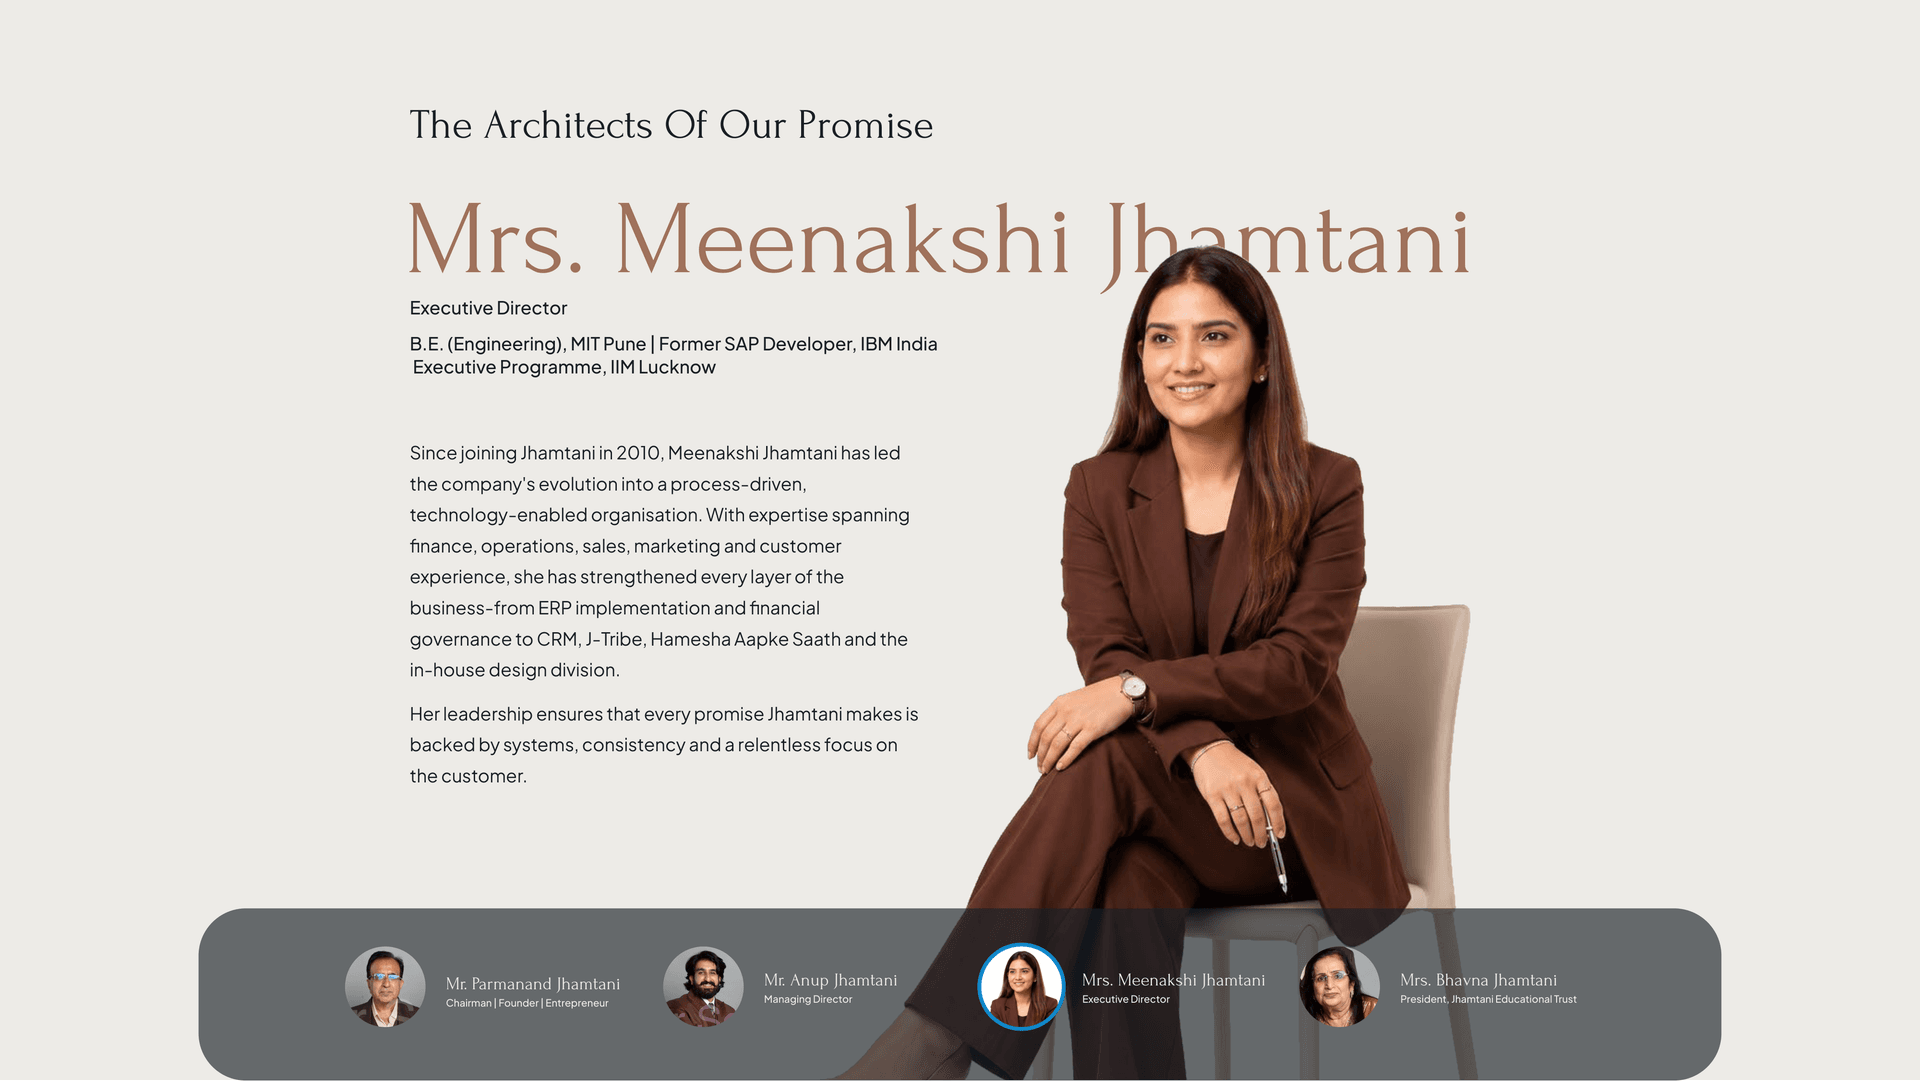 The Architects Of Our Promise
Mrs. Meenakshi Jhamtani
Executive Director
B.E. (Engineering), MIT Pune | Former SAP Developer, IBM India
Executive Programme, IIM Lucknow
Since joining Jhamtani in 2010, Meenakshi Jhamtani has led
the company's evolution into a process-driven,
technology-enabled organisation. With expertise spanning
finance, operations, sales, marketing and customer
experience, she has strengthened every layer of the
business-from ERP implementation and financial
governance to CRM, J-Tribe, Hamesha Aapke Saath and the
in-house design division.
Her leadership ensures that every promise Jhamtani makes is
backed by systems, consistency and a relentless focus on
the customer.
Mr. Parmanand Jhamtani
Chairman | Founder | Entrepreneur
Mr. Anup Jhamtani
Managing Director
Mrs. Meenakshi Jhamtani
Executive Director
Mrs. Bhavna Jhamtani
President, Jhamtani Educational Trust